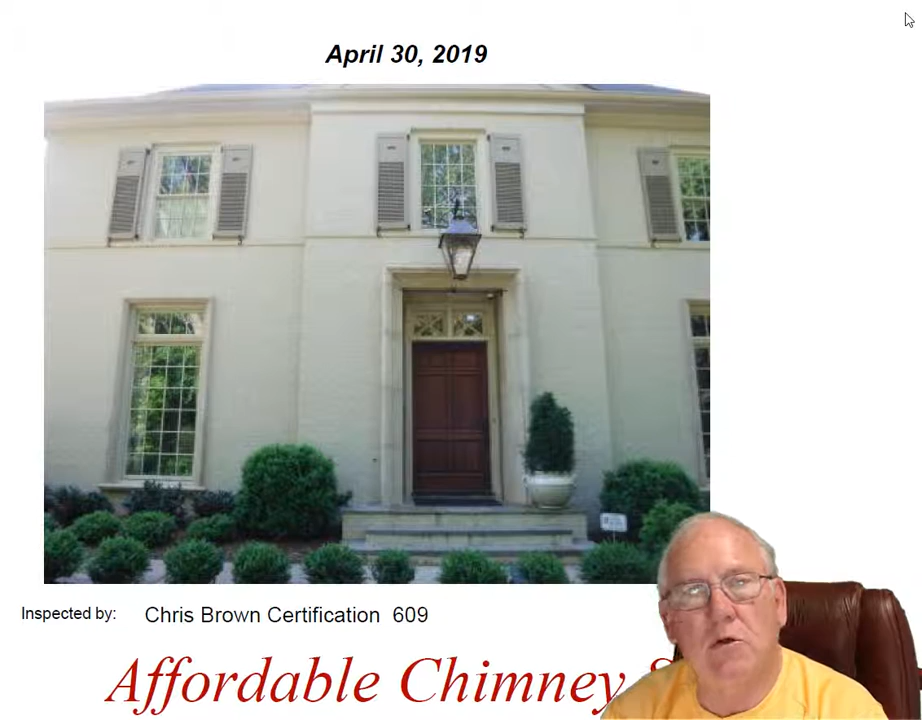 April 30, 2019
Inspected by: Chris Brown Certification 609
Affordable Chimney